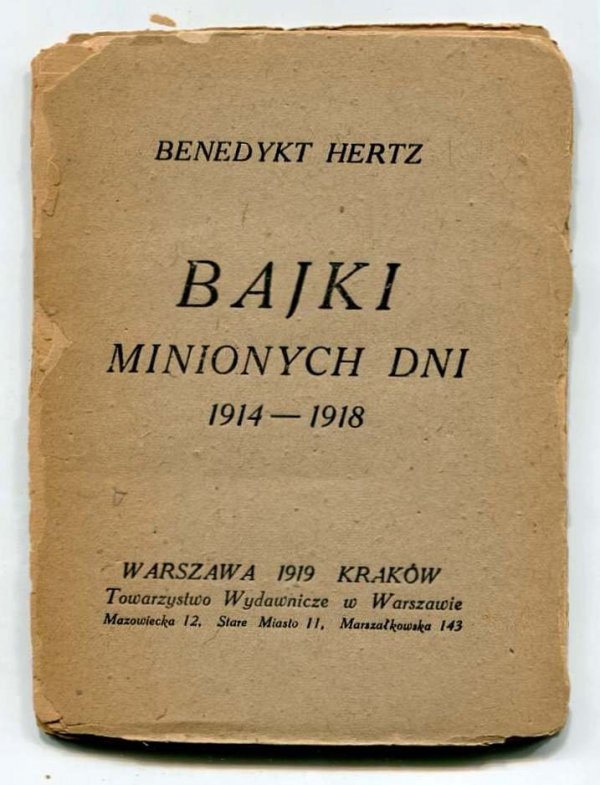 BENEDYKT HERTZ
BAJKI
MINIONYCH DNI
1914 — 1918
WARSZAWA 1919 KRAKÓW
Towarzystwo Wydawnicze w Warszawie
Mazowiecka 12, Stare Miasto 11, Marszałkowska 143